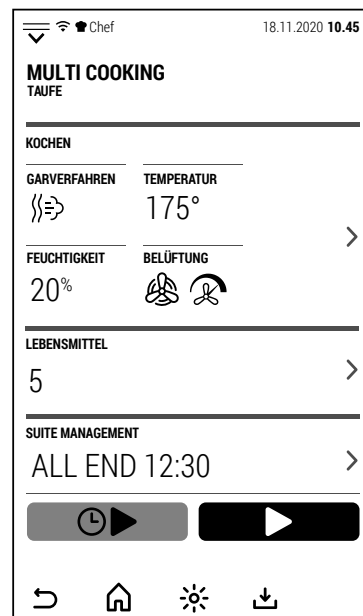 Chef 18.11.2020 10.45
MULTI COOKING
TAUFE
KOCHEN
GARVERFAHREN TEMPERATUR
175°
FEUCHTIGKEIT BELÜFTUNG
20%
LEBENSMITTEL
5
SUITE MANAGEMENT
ALL END 12:30